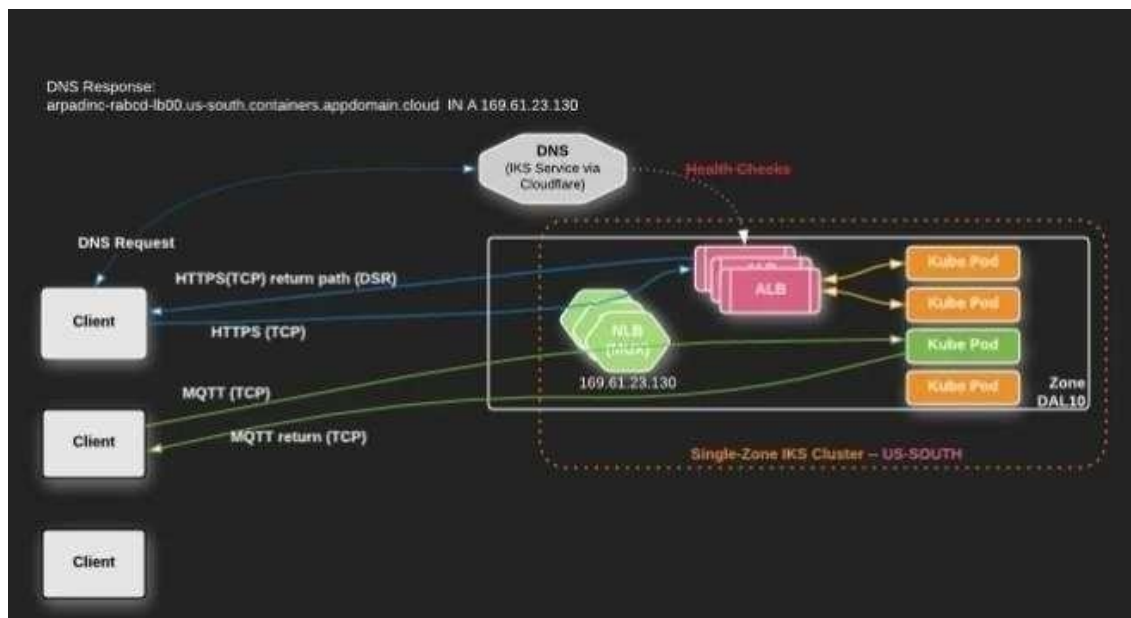 DNS Response:
arpadinc-rabcd-lb00.us-south.containers.appdomain.cloud IN A 169.61.23.130
DNS
(IKS Service via
Cloudflare)
Health Checks
DNS Request
HTTPS(TCP) return path (DSR)
Client
HTTPS (TCP)
ALB
ALB
Kube Pod
Kube Pod
NLB
(MUX)
Kube Pod
169.61.23.130
Kube Pod
Zone
DAL10
MQTT (TCP)
Client
MQTT return (TCP)
Single-Zone IKS Cluster – US-SOUTH
Client